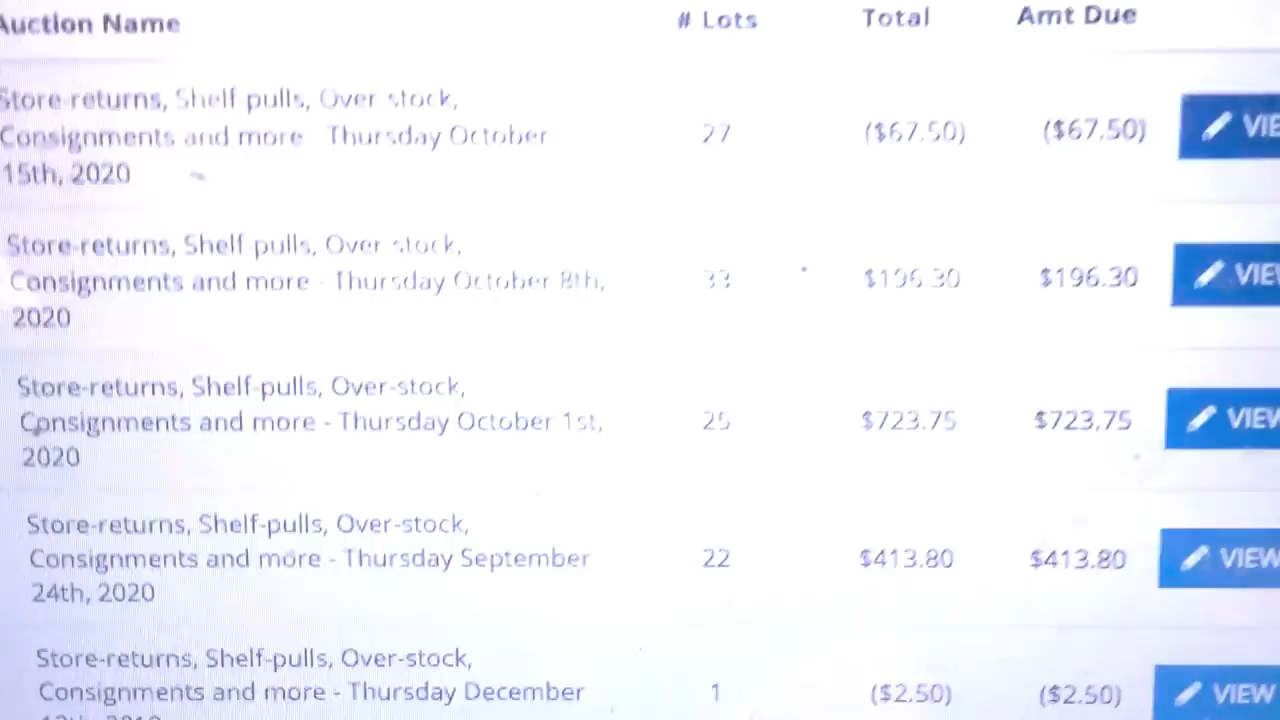 Auction Name # Lots Total Amt Due
Store-returns, Shelf-pulls, Over-stock,
Consignments and more - Thursday October 27 ($67.50) ($67.50) VIE
15th, 2020
Store-returns, Shelf-pulls, Over-stock,
Consignments and more - Thursday October 8th, 33 $196.30 $196.30 VIE
2020
Store-returns, Shelf-pulls, Over-stock,
Consignments and more - Thursday October 1st, 25 $723.75 $723.75 VIEW
2020
Store-returns, Shelf-pulls, Over-stock,
Consignments and more - Thursday September 22 $413.80 $413.80 VIEW
24th, 2020
Store-returns, Shelf-pulls, Over-stock,
Consignments and more - Thursday December 1 ($2.50) ($2.50) VIEW